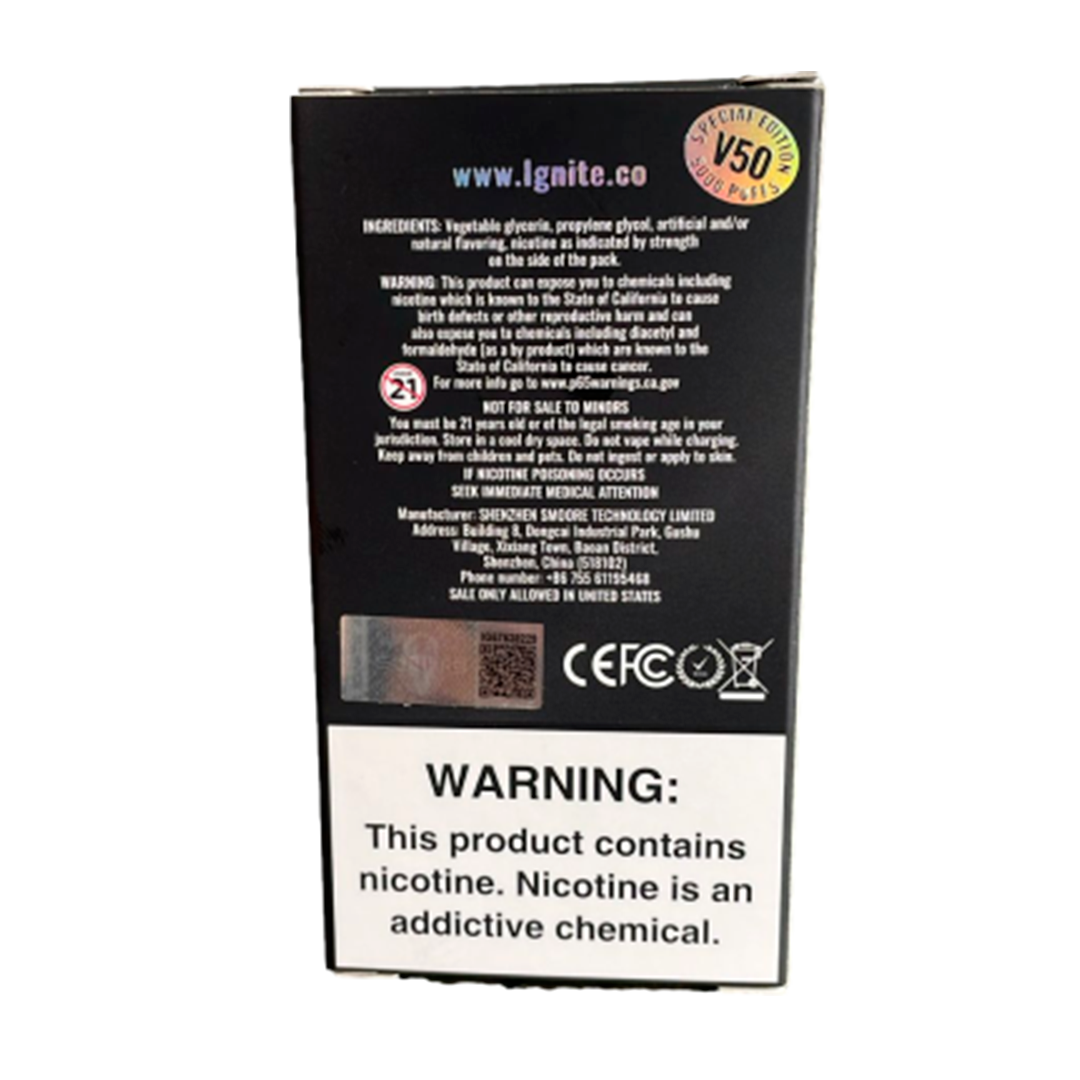 SPECIAL EDITION
V50
5000 PUFFS
www.Ignite.co
INGREDIENTS: Vegetable glycerin, propylene glycol, artificial and/or
natural flavoring, nicotine as indicated by strength
on the side of the pack.
WARNING: This product can expose you to chemicals including
nicotine which is known to the State of California to cause
birth defects or other reproductive harm and can
also expose you to chemicals including diacetyl and
formaldehyde (as a by product) which are known to the
State of California to cause cancer.
21
For more info go to www.p65warnings.ca.gov
NOT FOR SALE TO MINORS
You must be 21 years old or of the legal smoking age in your
jurisdiction. Store in a cool dry space. Do not vape while charging.
Keep away from children and pets. Do not ingest or apply to skin.
IF NICOTINE POISONING OCCURS
SEEK IMMEDIATE MEDICAL ATTENTION
Manufacturer: SHENZHEN SMOORE TECHNOLOGY LIMITED
Address: Building 8, Dongcai Industrial Park, Gushu
Village, Xixiang Town, Baoan District,
Shenzhen, China (518102)
Phone number: +86 755 61195468
SALE ONLY ALLOWED IN UNITED STATES
CE FC
WARNING:
This product contains
nicotine. Nicotine is an
addictive chemical.